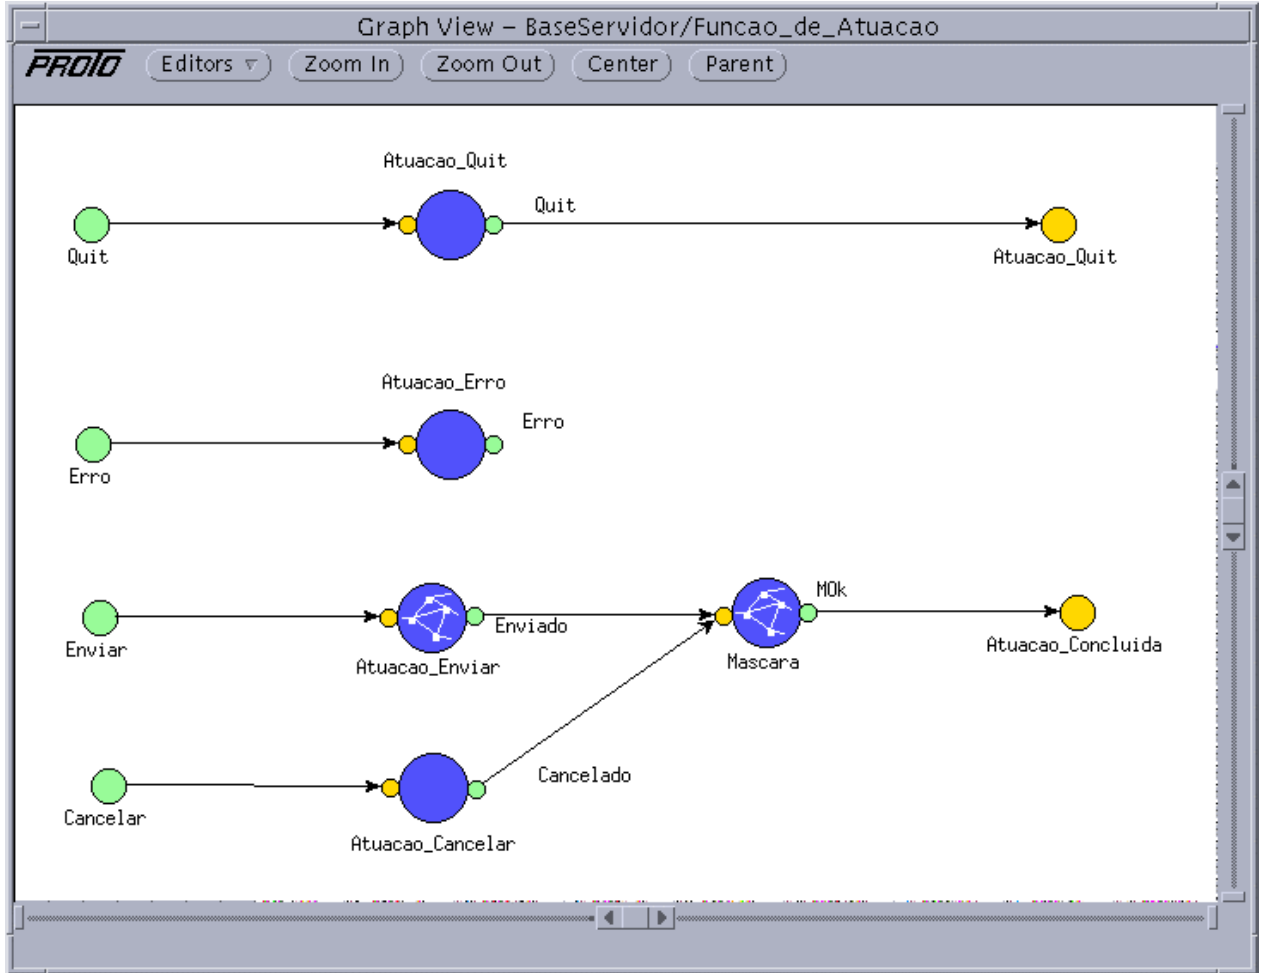 Graph View – BaseServidor/Funcao_de_Atuacao
PROTO Editors Zoom In Zoom Out Center Parent
Atuacao_Quit
Quit
Quit
Atuacao_Quit
Atuacao_Erro
Erro
Erro
MOk
Enviado
Enviar
Atuacao_Enviar
Mascara
Atuacao_Concluida
Cancelado
Cancelar
Atuacao_Cancelar